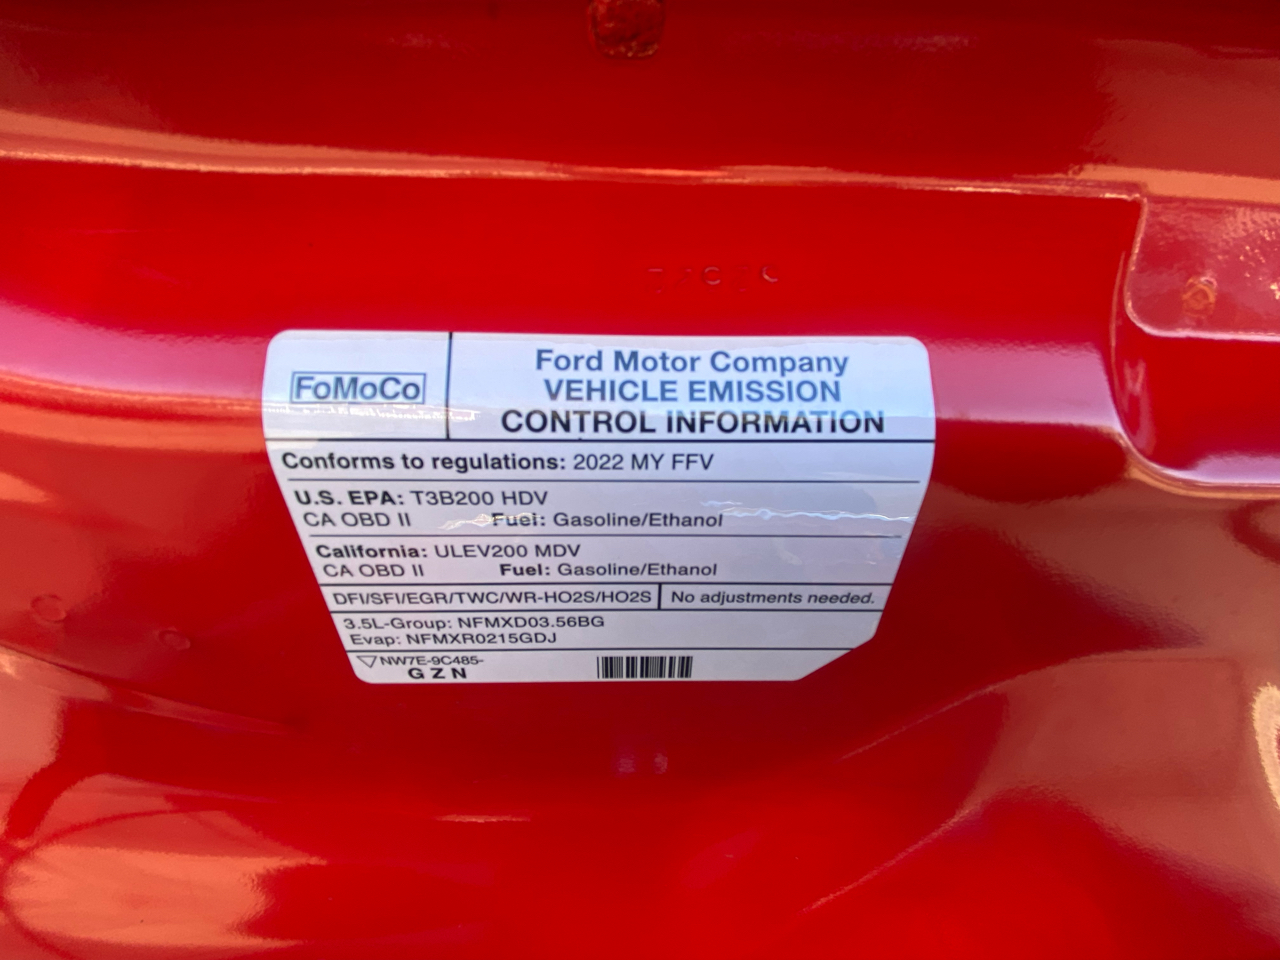 FoMoCo
Ford Motor Company
VEHICLE EMISSION
CONTROL INFORMATION
Conforms to regulations: 2022 MY FFV
U.S. EPA: T3B200 HDV
CA OBD II Fuel: Gasoline/Ethanol
California: ULEV200 MDV
CA OBD II Fuel: Gasoline/Ethanol
DFI/SFI/EGR/TWC/WR-HO2S/HO2S No adjustments needed.
3.5L-Group: NFMXD03.56BG
Evap: NFMXR0215GDJ
NW7E-9C485-
GZN